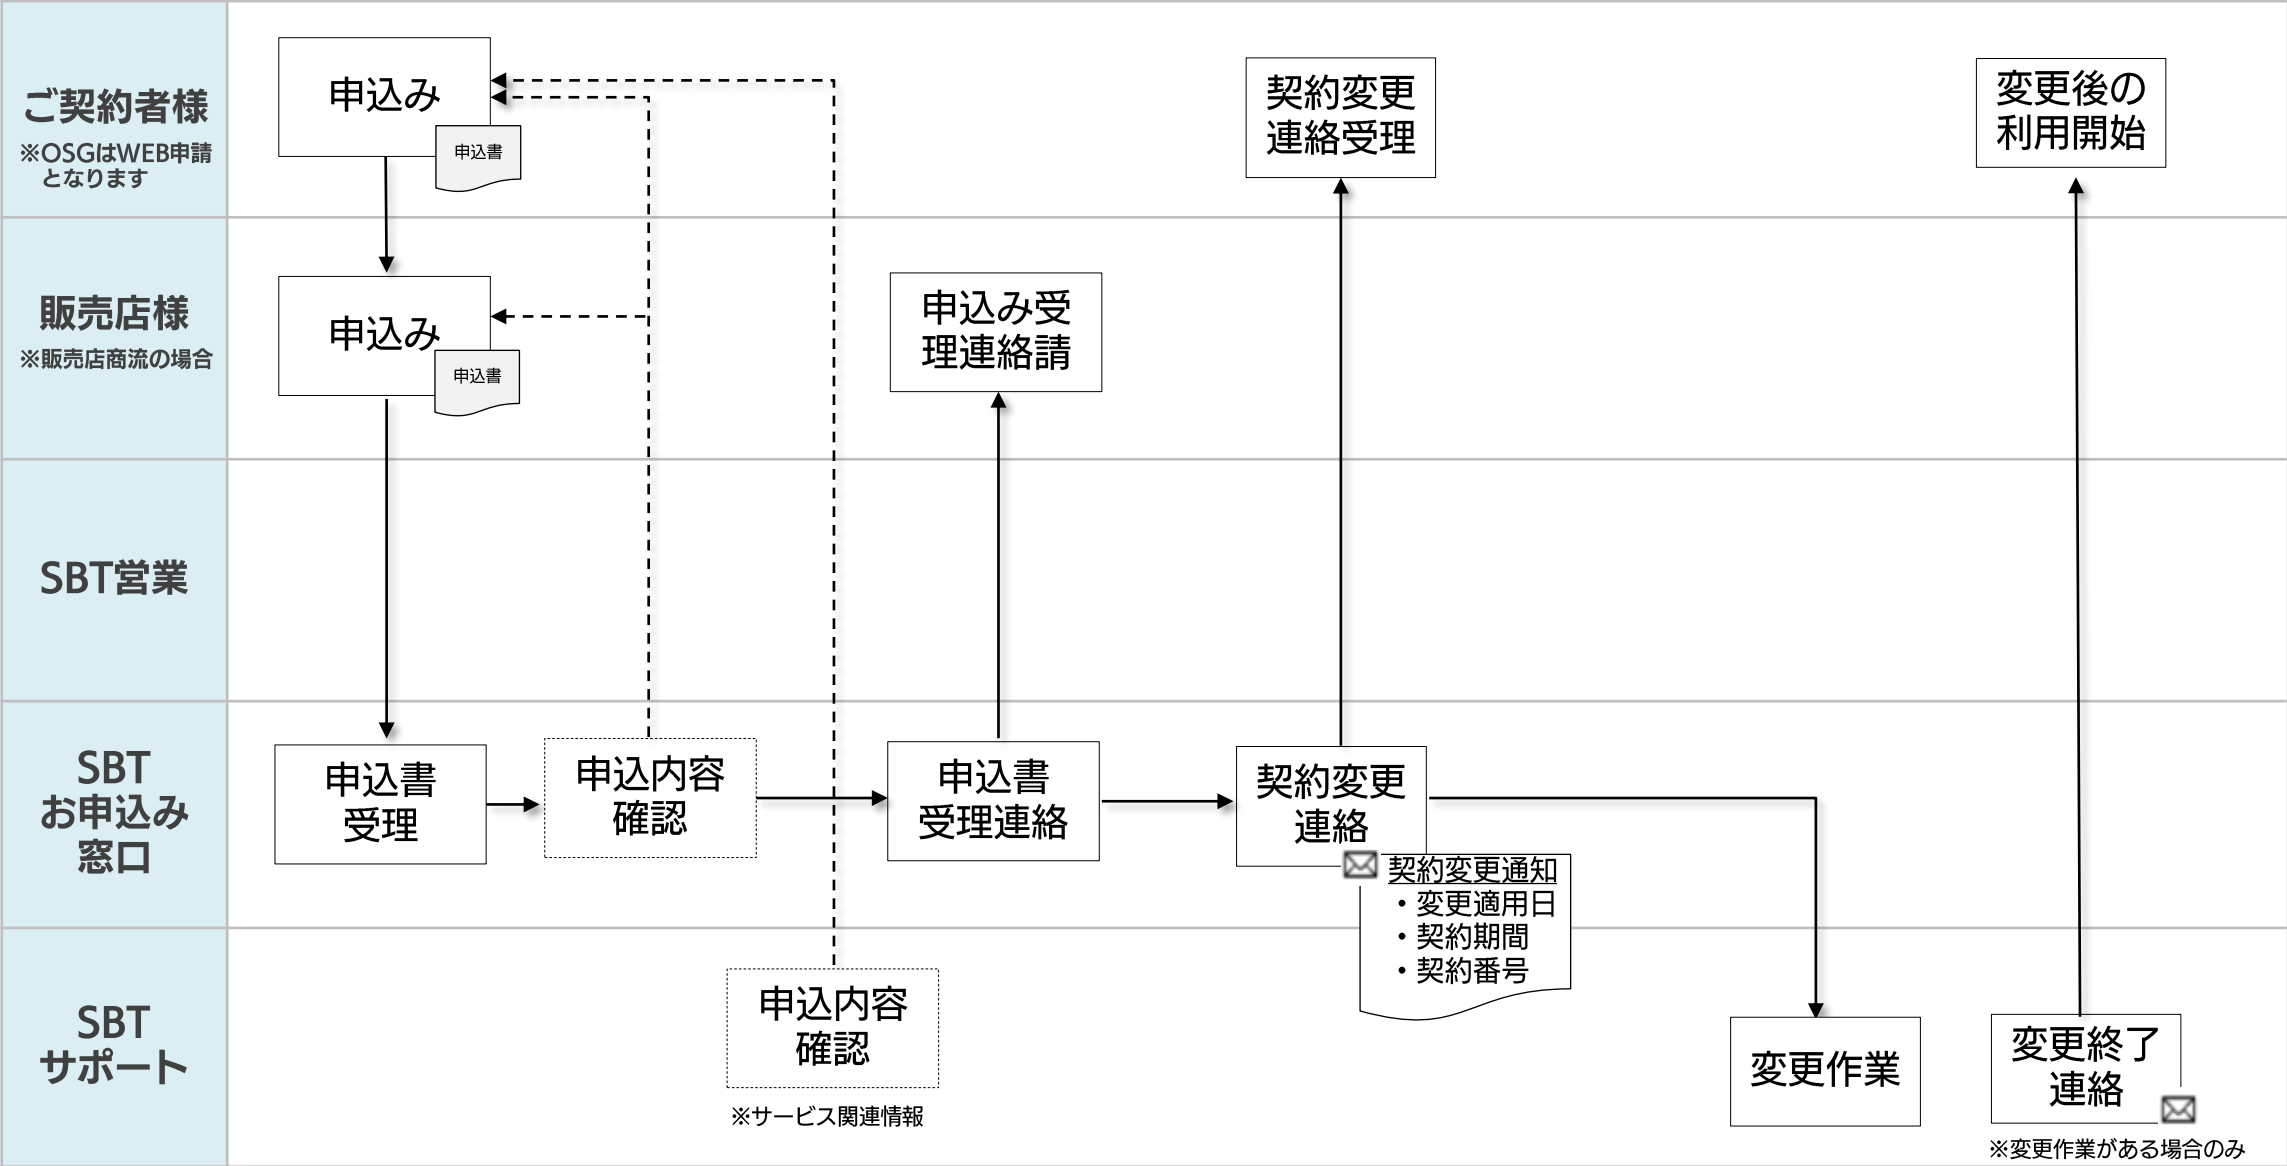 ご契約者様
※OSGはWEB申請
となります
申込み
申込書
契約変更
連絡受理
変更後の
利用開始
販売店様
※販売店商流の場合
申込み
申込書
申込み受
理連絡請
SBT営業
SBT
お申込み
窓口
申込書
受理
申込内容
確認
申込書
受理連絡
契約変更
連絡
契約変更通知
・変更適用日
・契約期間
・契約番号
SBT
サポート
申込内容
確認
※サービス関連情報
変更作業
変更終了
連絡
※変更作業がある場合のみ